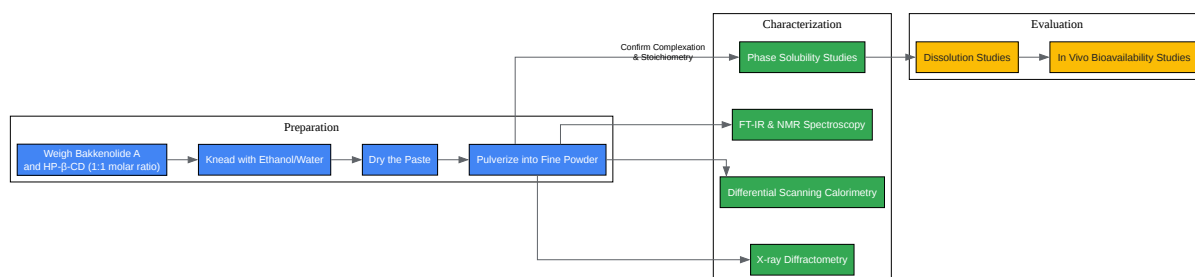 Characterization
Evaluation
Confirm Complexation
& Stoichiometry
Phase Solubility Studies
Dissolution Studies
In Vivo Bioavailability Studies
Preparation
FT-IR & NMR Spectroscopy
Weigh Bakkenolide A
and HP-β-CD (1:1 molar ratio)
Knead with Ethanol/Water
Dry the Paste
Pulverize into Fine Powder
Differential Scanning Calorimetry
X-ray Diffractometry